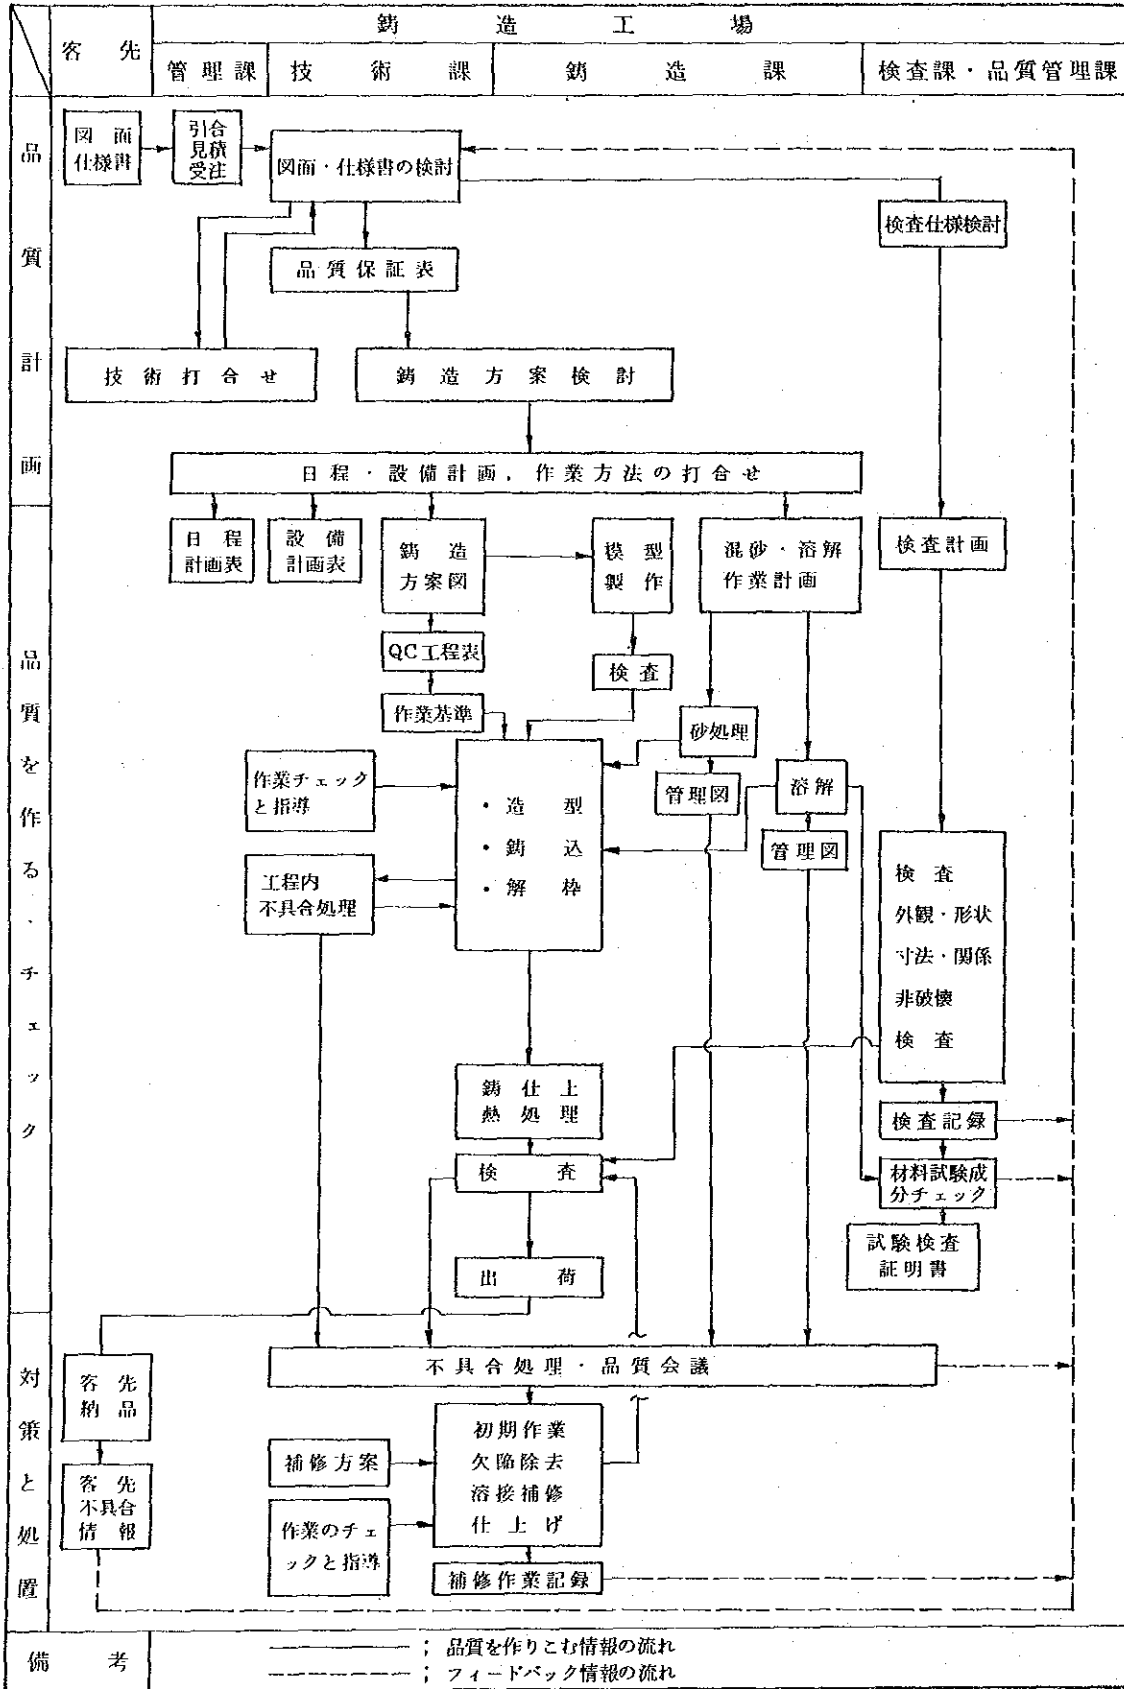 客先
鋳造工場
管理課
技術課
鋳造課
検査課・品質管理課
品質計画
図面
仕様書
引合
見積
受注
図面・仕様書の検討
検査仕様検討
品質保証表
技術打合せ
鋳造方案検討
日程・設備計画，作業方法の打合せ
品質を作る、チェック
日程
計画表
設備
計画表
鋳造
方案図
模型
製作
混砂・溶解
作業計画
検査計画
QC工程表
検査
作業基準
砂処理
作業チェック
と指導
・造型
・鋳込
・解枠
管理図
溶解
管理図
工程内
不具合処理
検査
外観・形状
寸法・関係
非破壊
検査
鋳仕上
熱処理
検査記録
検査
材料試験成
分チェック
試験検査
証明書
出荷
対策と処置
不具合処理・品質会議
客先
納品
初期作業
欠陥除去
溶接補修
仕上げ
補修方案
客先
不具合
情報
作業のチェ
ックと指導
補修作業記録
備考
；品質を作りこむ情報の流れ
；フィードバック情報の流れ